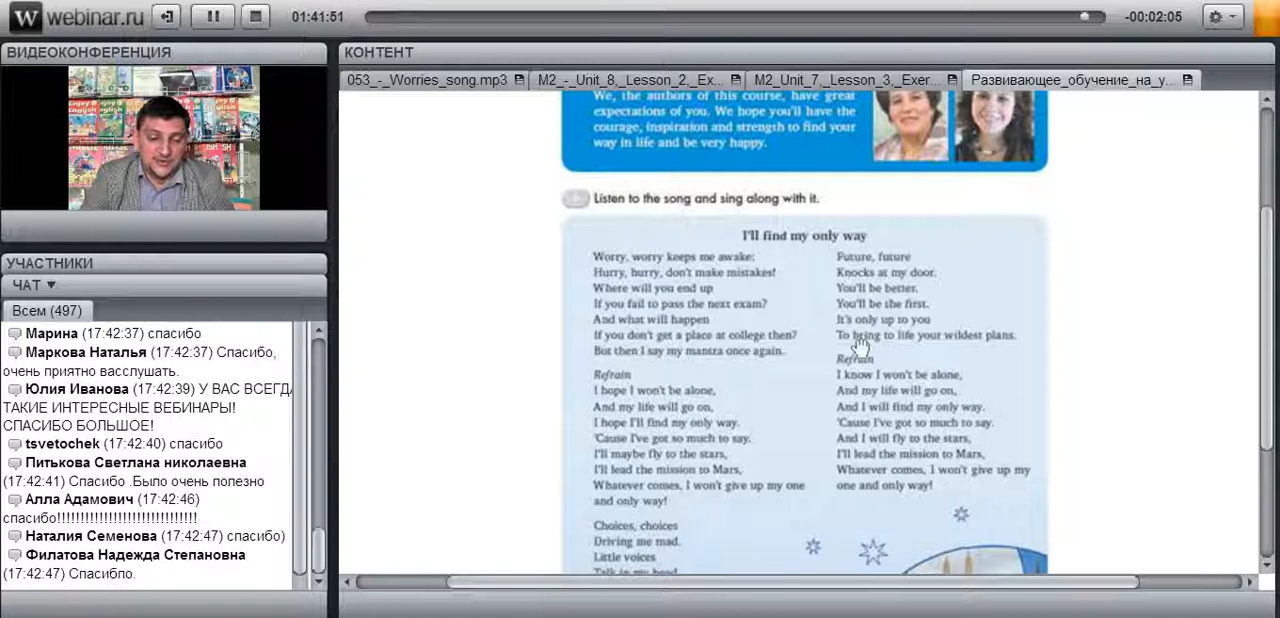 webinar.ru
01:41:51
-00:02:05
ВИДЕОКОНФЕРЕНЦИЯ
КОНТЕНТ
053_-_Worries_song.mp3
M2_-_Unit_8,_Lesson_2,_Ex...
M2_Unit_7,_Lesson_3,_Exer...
Развивающее_обучение_на_у...
We, the authors of this course, have great
expectations of you. We hope you'll have the
courage, inspiration and strength to find your
way in life and be very happy.
Listen to the song and sing along with it.
I'll find my only way
Worry, worry keeps me awake;
Hurry, hurry, don't make mistakes!
Where will you end up
If you fail to pass the next exam?
And what will happen
If you don't get a place at college then?
But then I say my mantra once again.
Refrain
I hope I won't be alone,
And my life will go on,
I hope I'll find my only way.
'Cause I've got so much to say.
I'll maybe fly to the stars,
I'll lead the mission to Mars,
Whatever comes, I won't give up my one
and only way!
Choices, choices
Driving me mad.
Little voices
Talk in my head
Future, future
Knocks at my door.
You'll be better.
You'll be the first.
It's only up to you
To bring to life your wildest plans.
Refrain
I know I won't be alone,
And my life will go on,
And I will find my only way.
'Cause I've got so much to say.
And I will fly to the stars,
I'll lead the mission to Mars,
Whatever comes, I won't give up my
one and only way!
УЧАСТНИКИ
ЧАТ
Всем (497)
Марина (17:42:37) спасибо
Маркова Наталья (17:42:37) Спасибо,
очень приятно васслушать.
Юлия Иванова (17:42:39) У ВАС ВСЕГДА
ТАКИЕ ИНТЕРЕСНЫЕ ВЕБИНАРЫ!
СПАСИБО БОЛЬШОЕ!
tsvetochek (17:42:40) спасибо
Питькова Светлана николаевна
(17:42:41) Спасибо .Было очень полезно
Алла Адамович (17:42:46)
спасибо!!!!!!!!!!!!!!!!!!!!!!!!!!!!!
Наталия Семенова (17:42:47) спасибо)
Филатова Надежда Степановна
(17:42:47) Спасибпо.